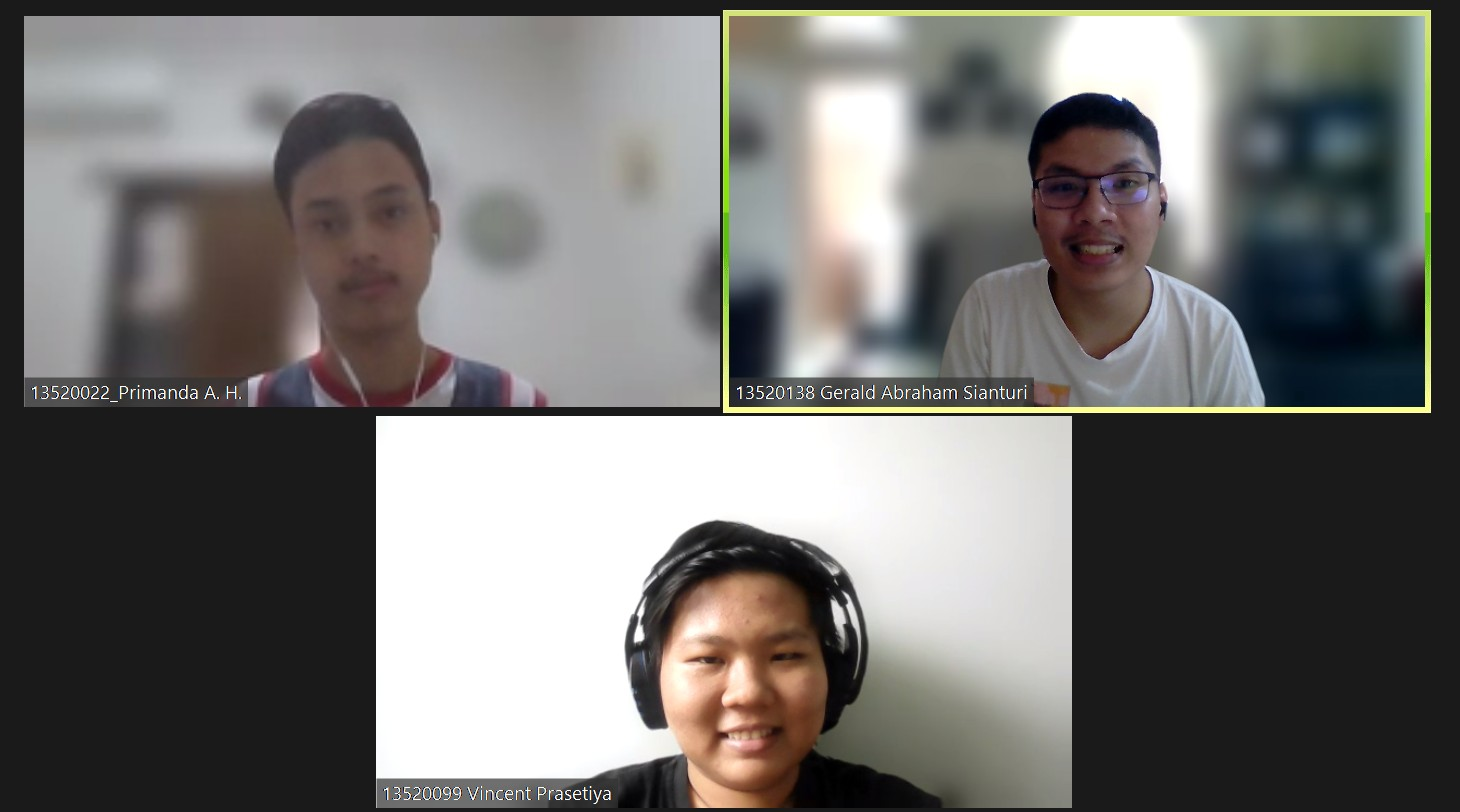 13520022_Primanda A. H.
13520138 Gerald Abraham Sianturi
13520099 Vincent Prasetiya